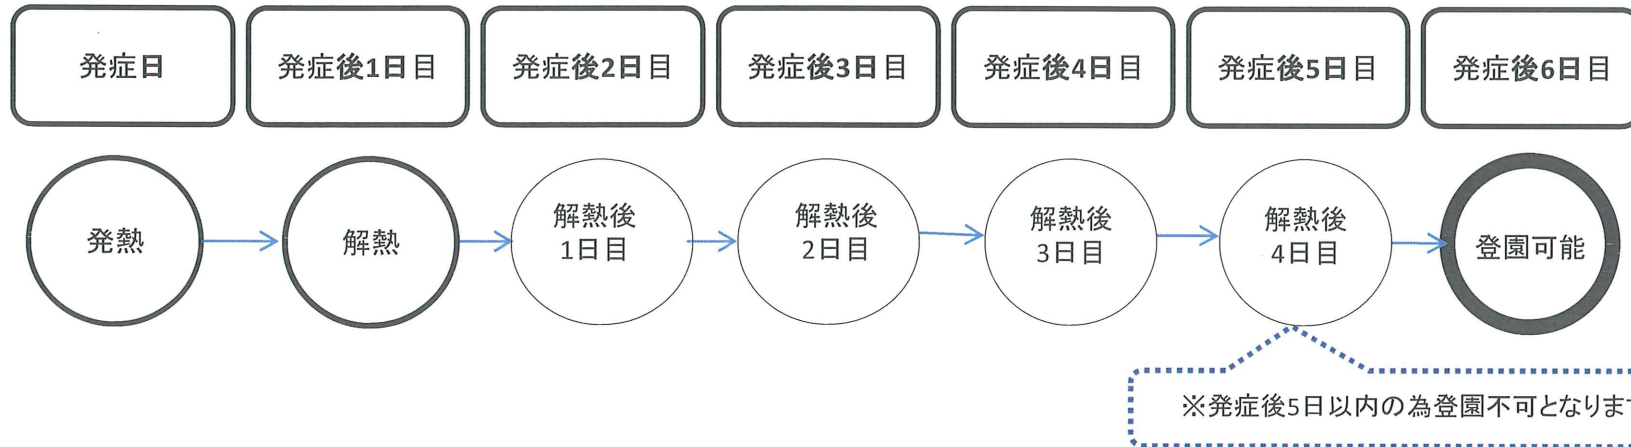 発症日
発症後1日目
発症後2日目
発症後3日目
発症後4日目
発症後5日目
発症後6日目
発熱
解熱
解熱後
1日目
解熱後
2日目
解熱後
3日目
解熱後
4日目
登園可能
※発症後5日以内の為登園不可となりま